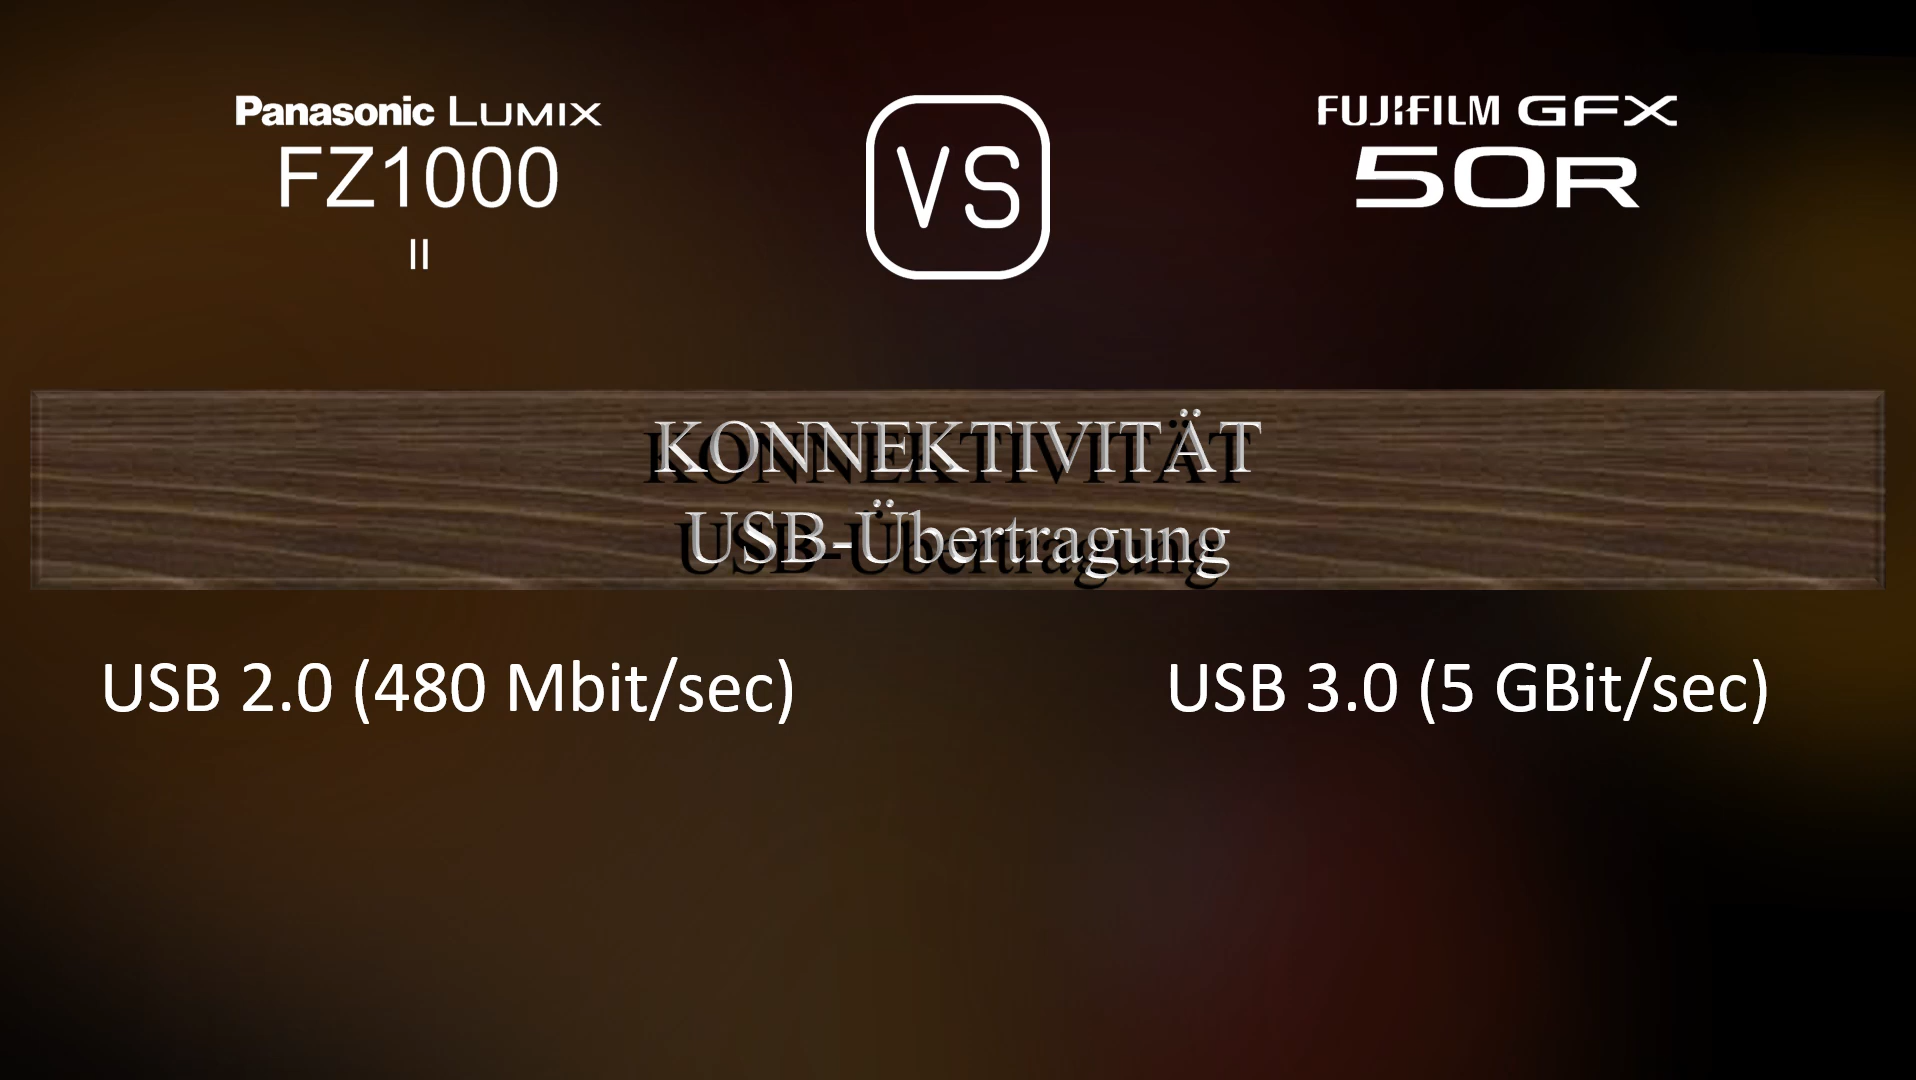 Panasonic LUMIX
FZ1000
II
VS
FUJIFILM GFX
50R
KONNEKTIVITÄT
USB-Übertragung
USB 2.0 (480 Mbit/sec)
USB 3.0 (5 GBit/sec)